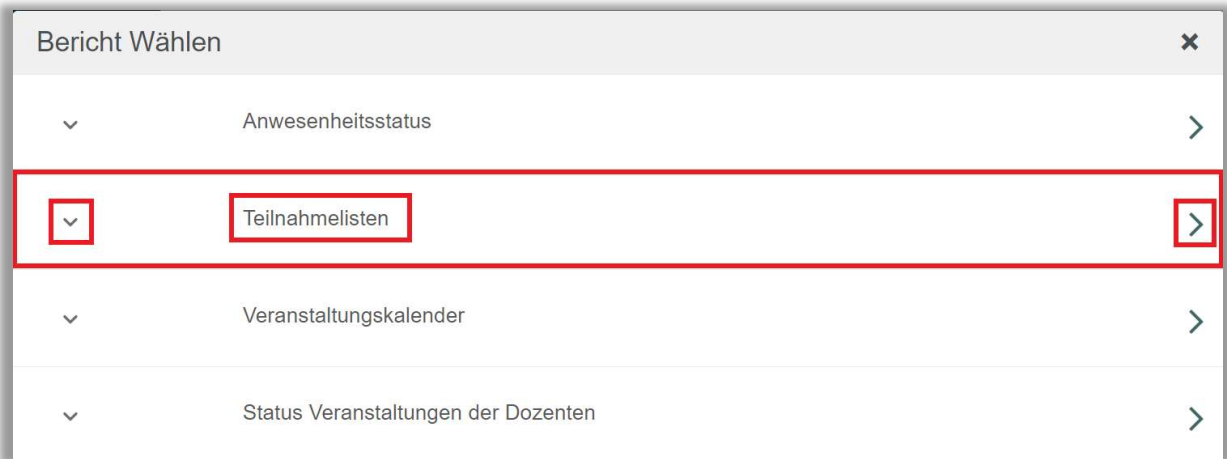 Bericht Wählen
Anwesenheitsstatus
Teilnahmelisten
Veranstaltungskalender
Status Veranstaltungen der Dozenten